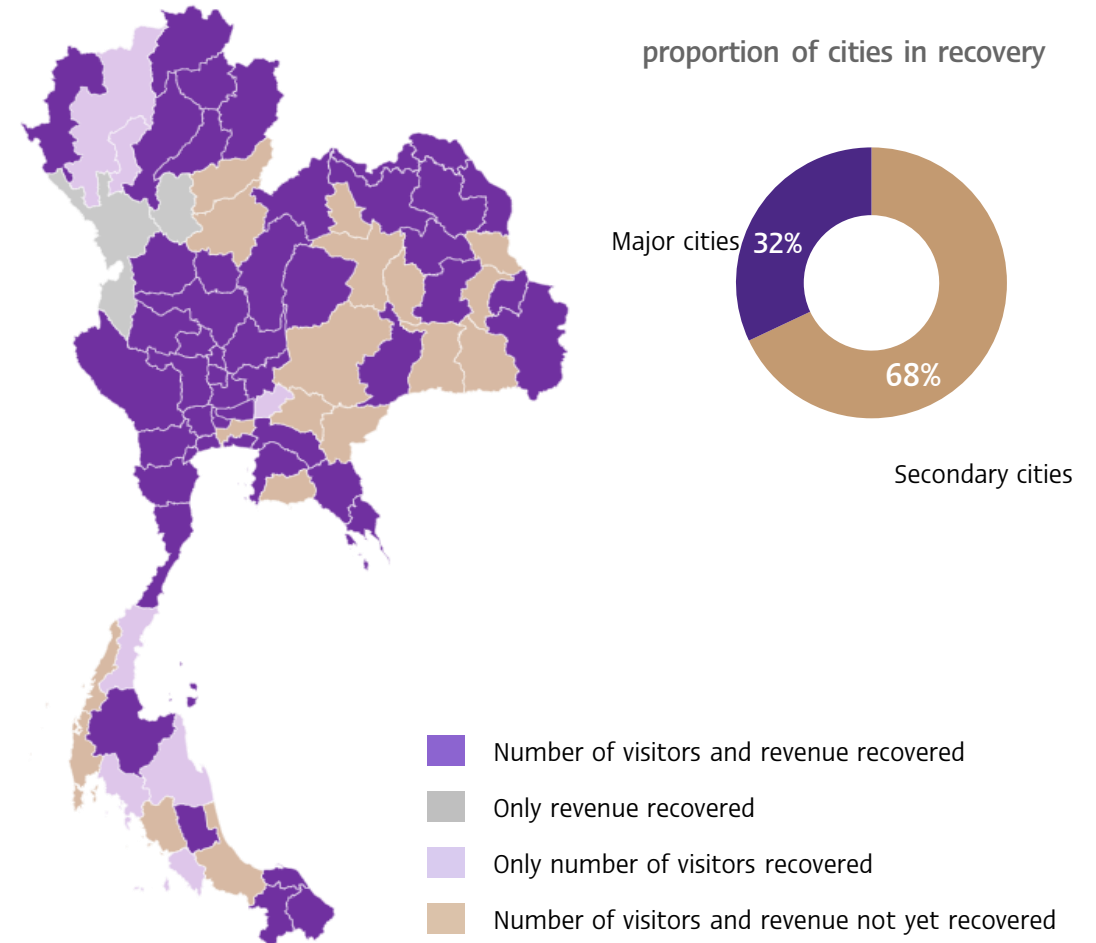 proportion of cities in recovery
Major cities
32%
68%
Secondary cities
Number of visitors and revenue recovered
Only revenue recovered
Only number of visitors recovered
Number of visitors and revenue not yet recovered